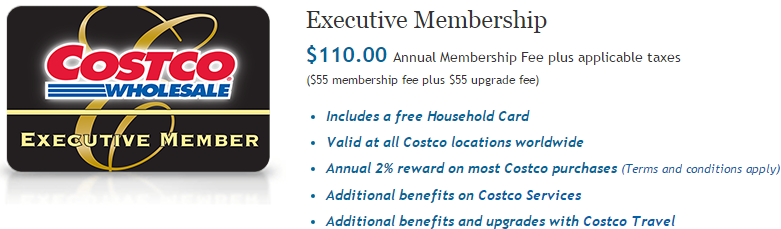 COSTCO
WHOLESALE
EXECUTIVE MEMBER
Executive Membership
$110.00 Annual Membership Fee plus applicable taxes
($55 membership fee plus $55 upgrade fee)
• Includes a free Household Card
• Valid at all Costco locations worldwide
• Annual 2% reward on most Costco purchases (Terms and conditions apply)
• Additional benefits on Costco Services
• Additional benefits and upgrades with Costco Travel